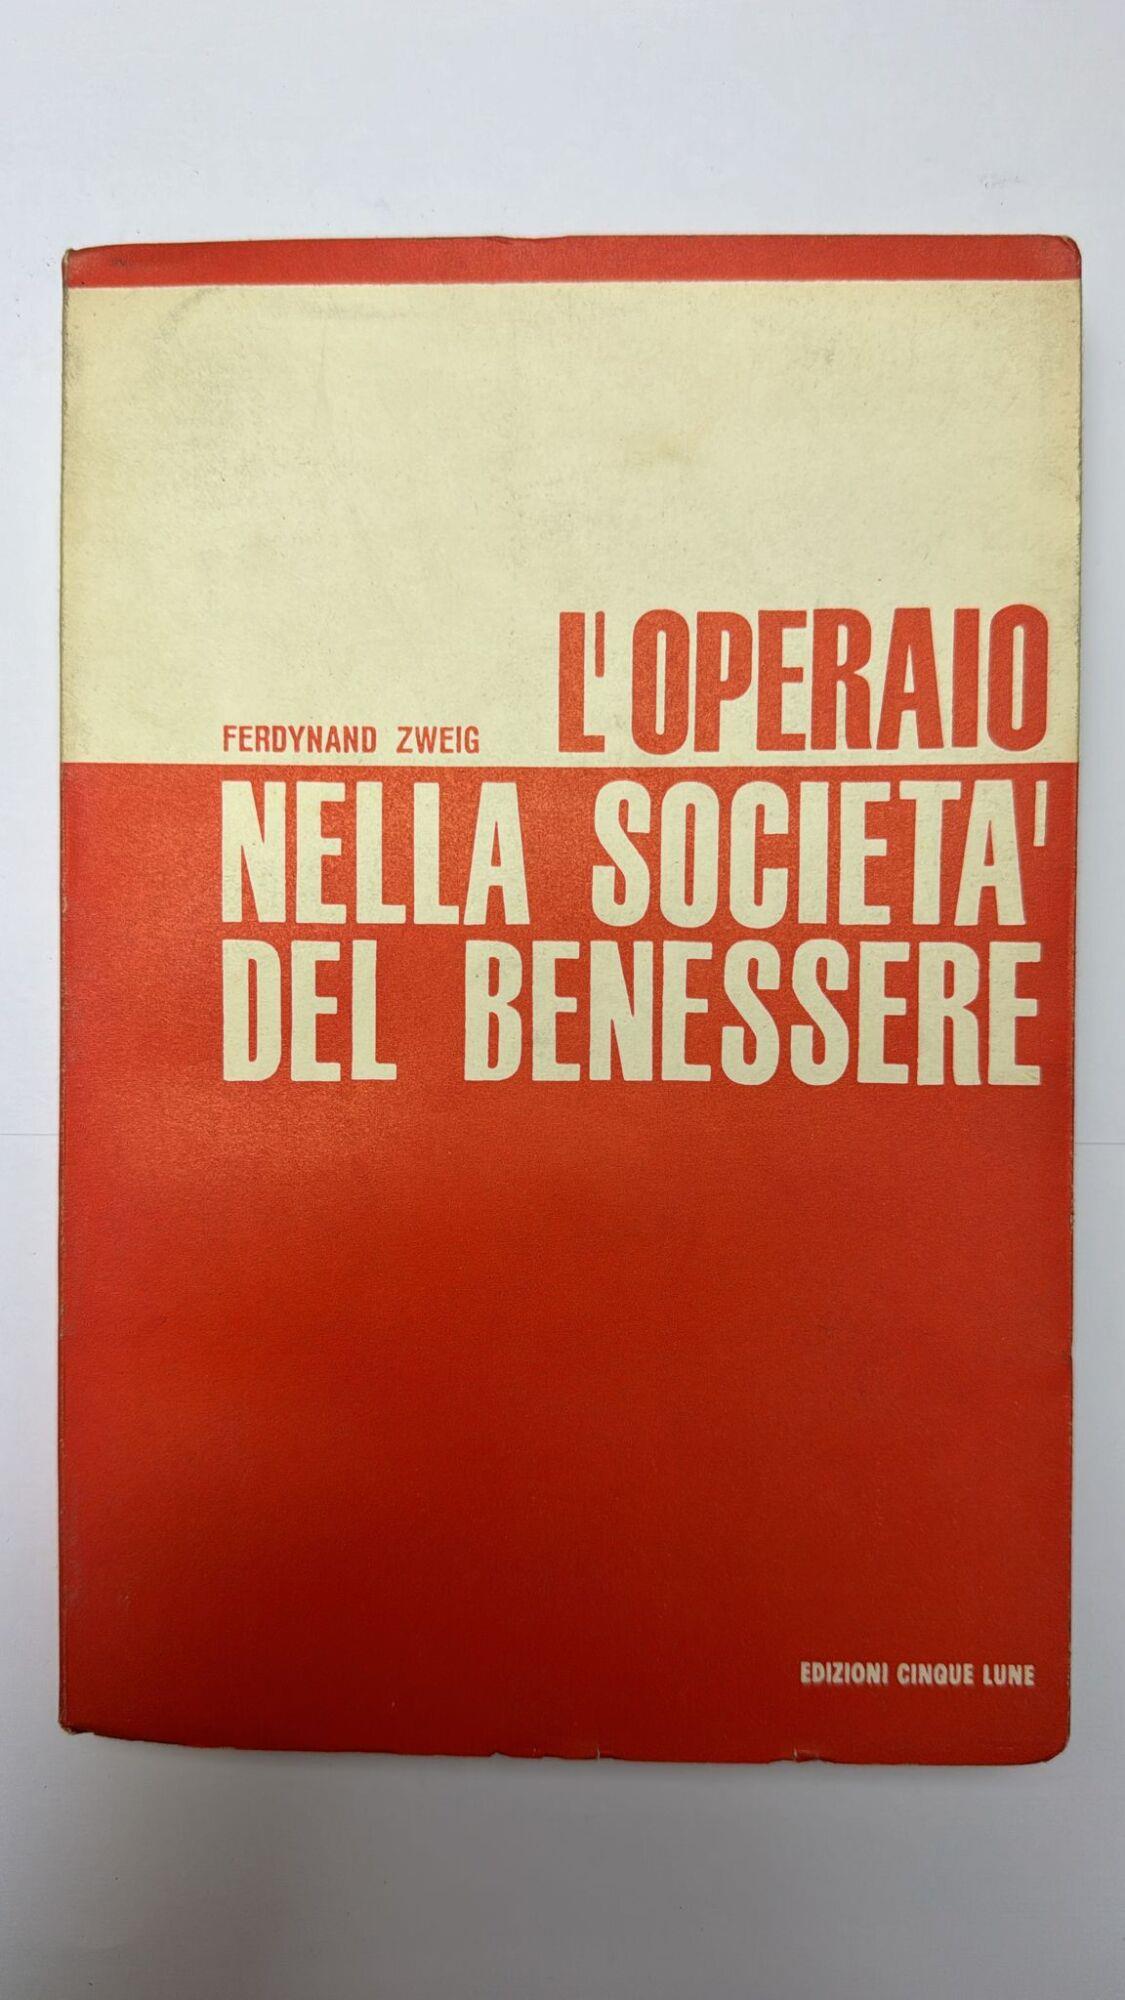 L'OPERAIO
FERDYNAND ZWEIG
NELLA SOCIETA'
DEL BENESSERE
EDIZIONI CINQUE LUNE